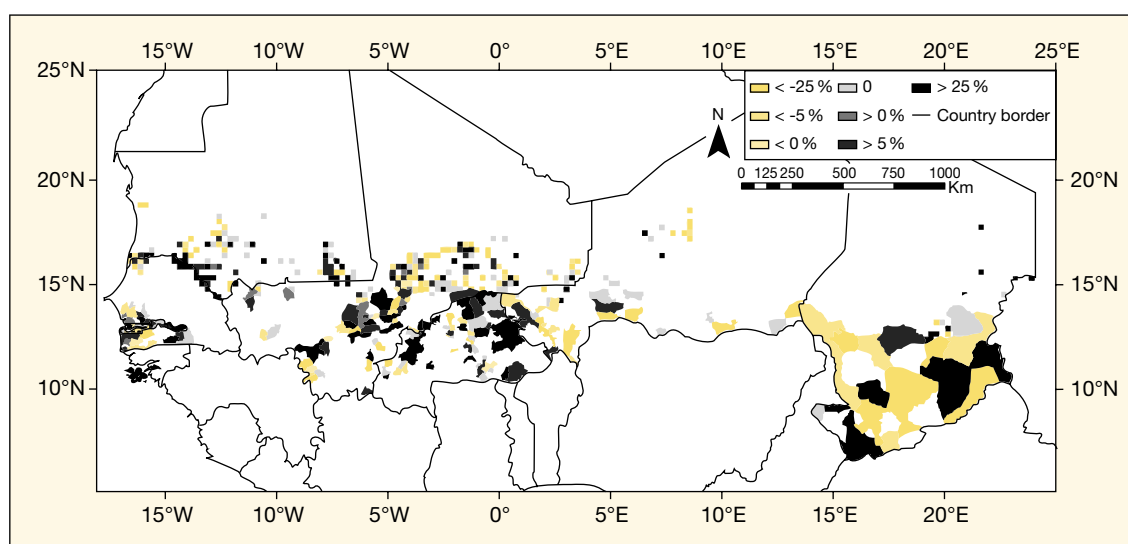 15°W 10°W 5°W 0° 5°E 10°E 15°E 20°E 25°E
25°N
< -25 % 0 > 25 %
< -5 % > 0 % Country border
< 0 % > 5 %
N
20°N 0 125 250 500 750 1000 20°N
Km
15°N 15°N
10°N 10°N
15°W 10°W 5°W 0° 5°E 10°E 15°E 20°E